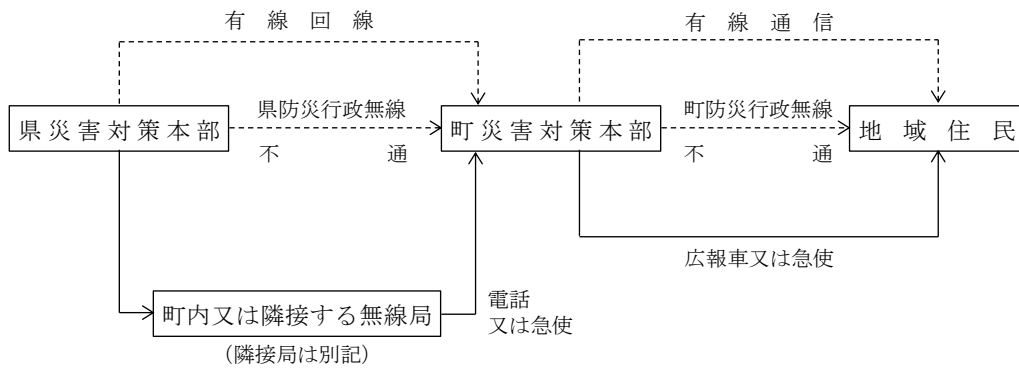 有線回線
有線通信
県防災行政無線
町防災行政無線
県災害対策本部
町災害対策本部
地域住民
不通
不通
広報車又は急使
町内又は隣接する無線局
電話
又は急使
（隣接局は別記）